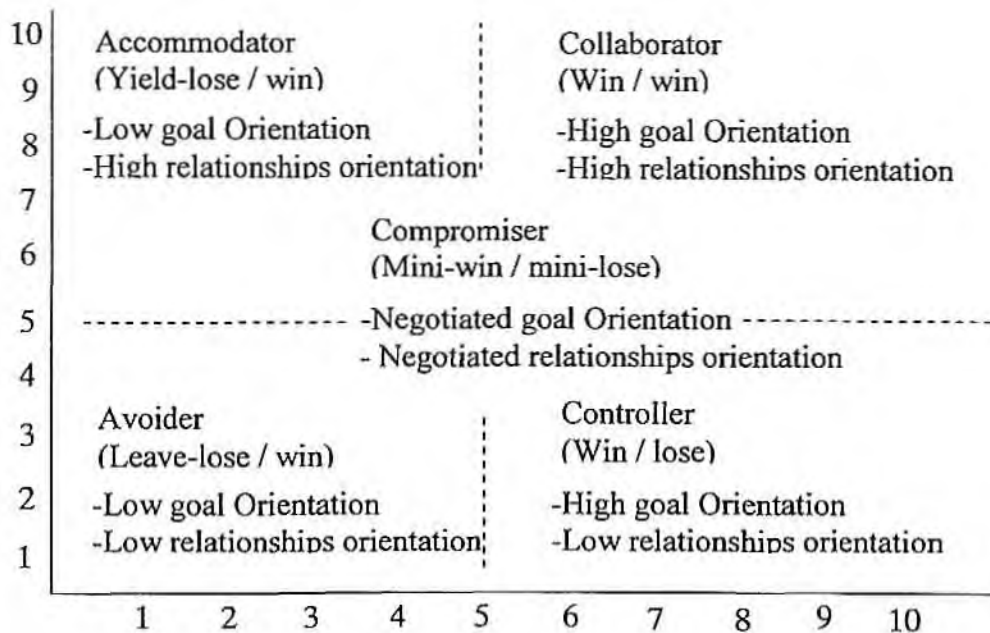 10
9
8
7
6
5
4
3
2
1
Accommodator
(Yield-lose / win)
-Low goal Orientation
-High relationships orientation
Collaborator
(Win / win)
-High goal Orientation
-High relationships orientation
Compromiser
(Mini-win / mini-lose)
-Negotiated goal Orientation
- Negotiated relationships orientation
Avoider
(Leave-lose / win)
-Low goal Orientation
-Low relationships orientation
Controller
(Win / lose)
-High goal Orientation
-Low relationships orientation
1 2 3 4 5 6 7 8 9 10